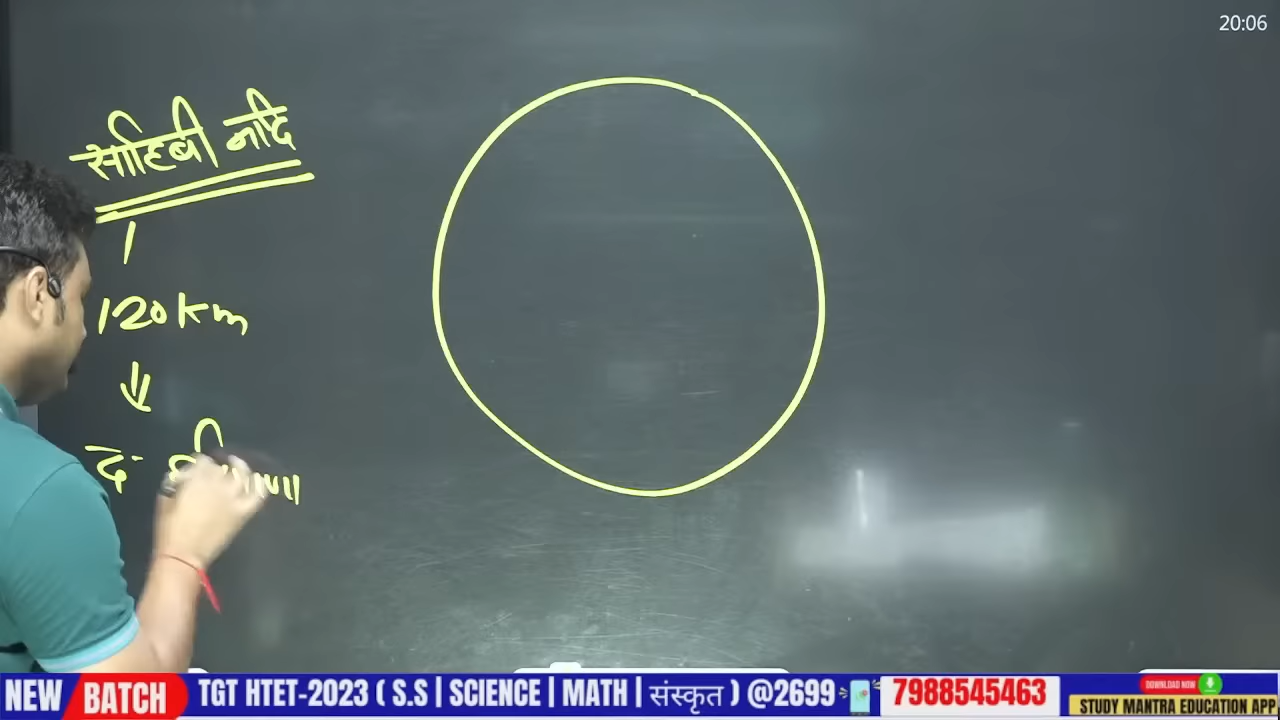 20:06
साहिबी नदि
120 km
द॰ हरियाणा
NEW BATCH TGT HTET-2023 ( S.S | SCIENCE | MATH | संस्कृत ) @2699 7988545463
DOWNLOAD NOW
STUDY MANTRA EDUCATION APP